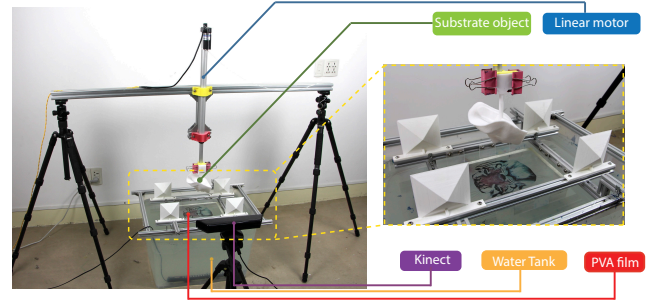 Substrate object
Linear motor
Kinect
Water Tank
PVA film